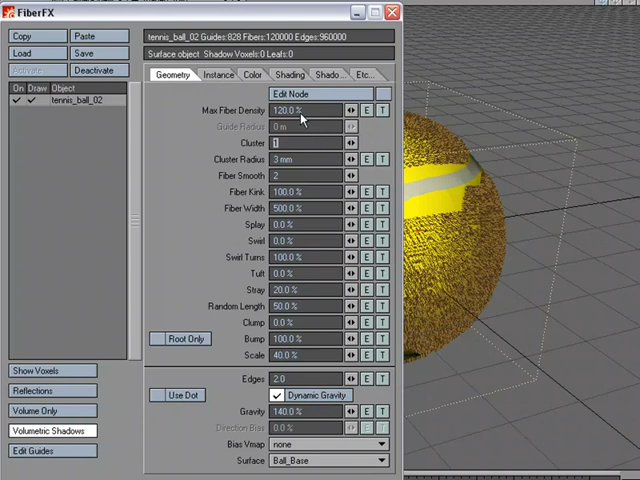 FiberFX
Copy Paste
Load Save
Activate Deactivate
On Draw Object
tennis_ball_02
tennis_ball_02 Guides:828 Fibers:120000 Edges:960000
Surface object Shadow Voxels:0 Leafs:0
Geometry Instance Color Shading Shado... Etc...
Edit Node
Max Fiber Density 120.0 % E T
Guide Radius 0 m
Cluster 1
Cluster Radius 3 mm E T
Fiber Smooth 2
Fiber Kink 100.0 % E T
Fiber Width 500.0 % E T
Splay 0.0 % E T
Swirl 0.0 % E T
Swirl Turns 100.0 % E T
Tuft 0.0 % E T
Stray 20.0 % E T
Random Length 50.0 % E T
Clump 0.0 % E T
Root Only Bump 100.0 % E T
Scale 40.0 % E T
Edges 2.0 E T
Use Dot Dynamic Gravity
Gravity 140.0 % E T
Direction Bias 0.0 % E T
Bias Vmap none
Surface Ball_Base
Show Voxels
Reflections
Volume Only
Volumetric Shadows
Edit Guides